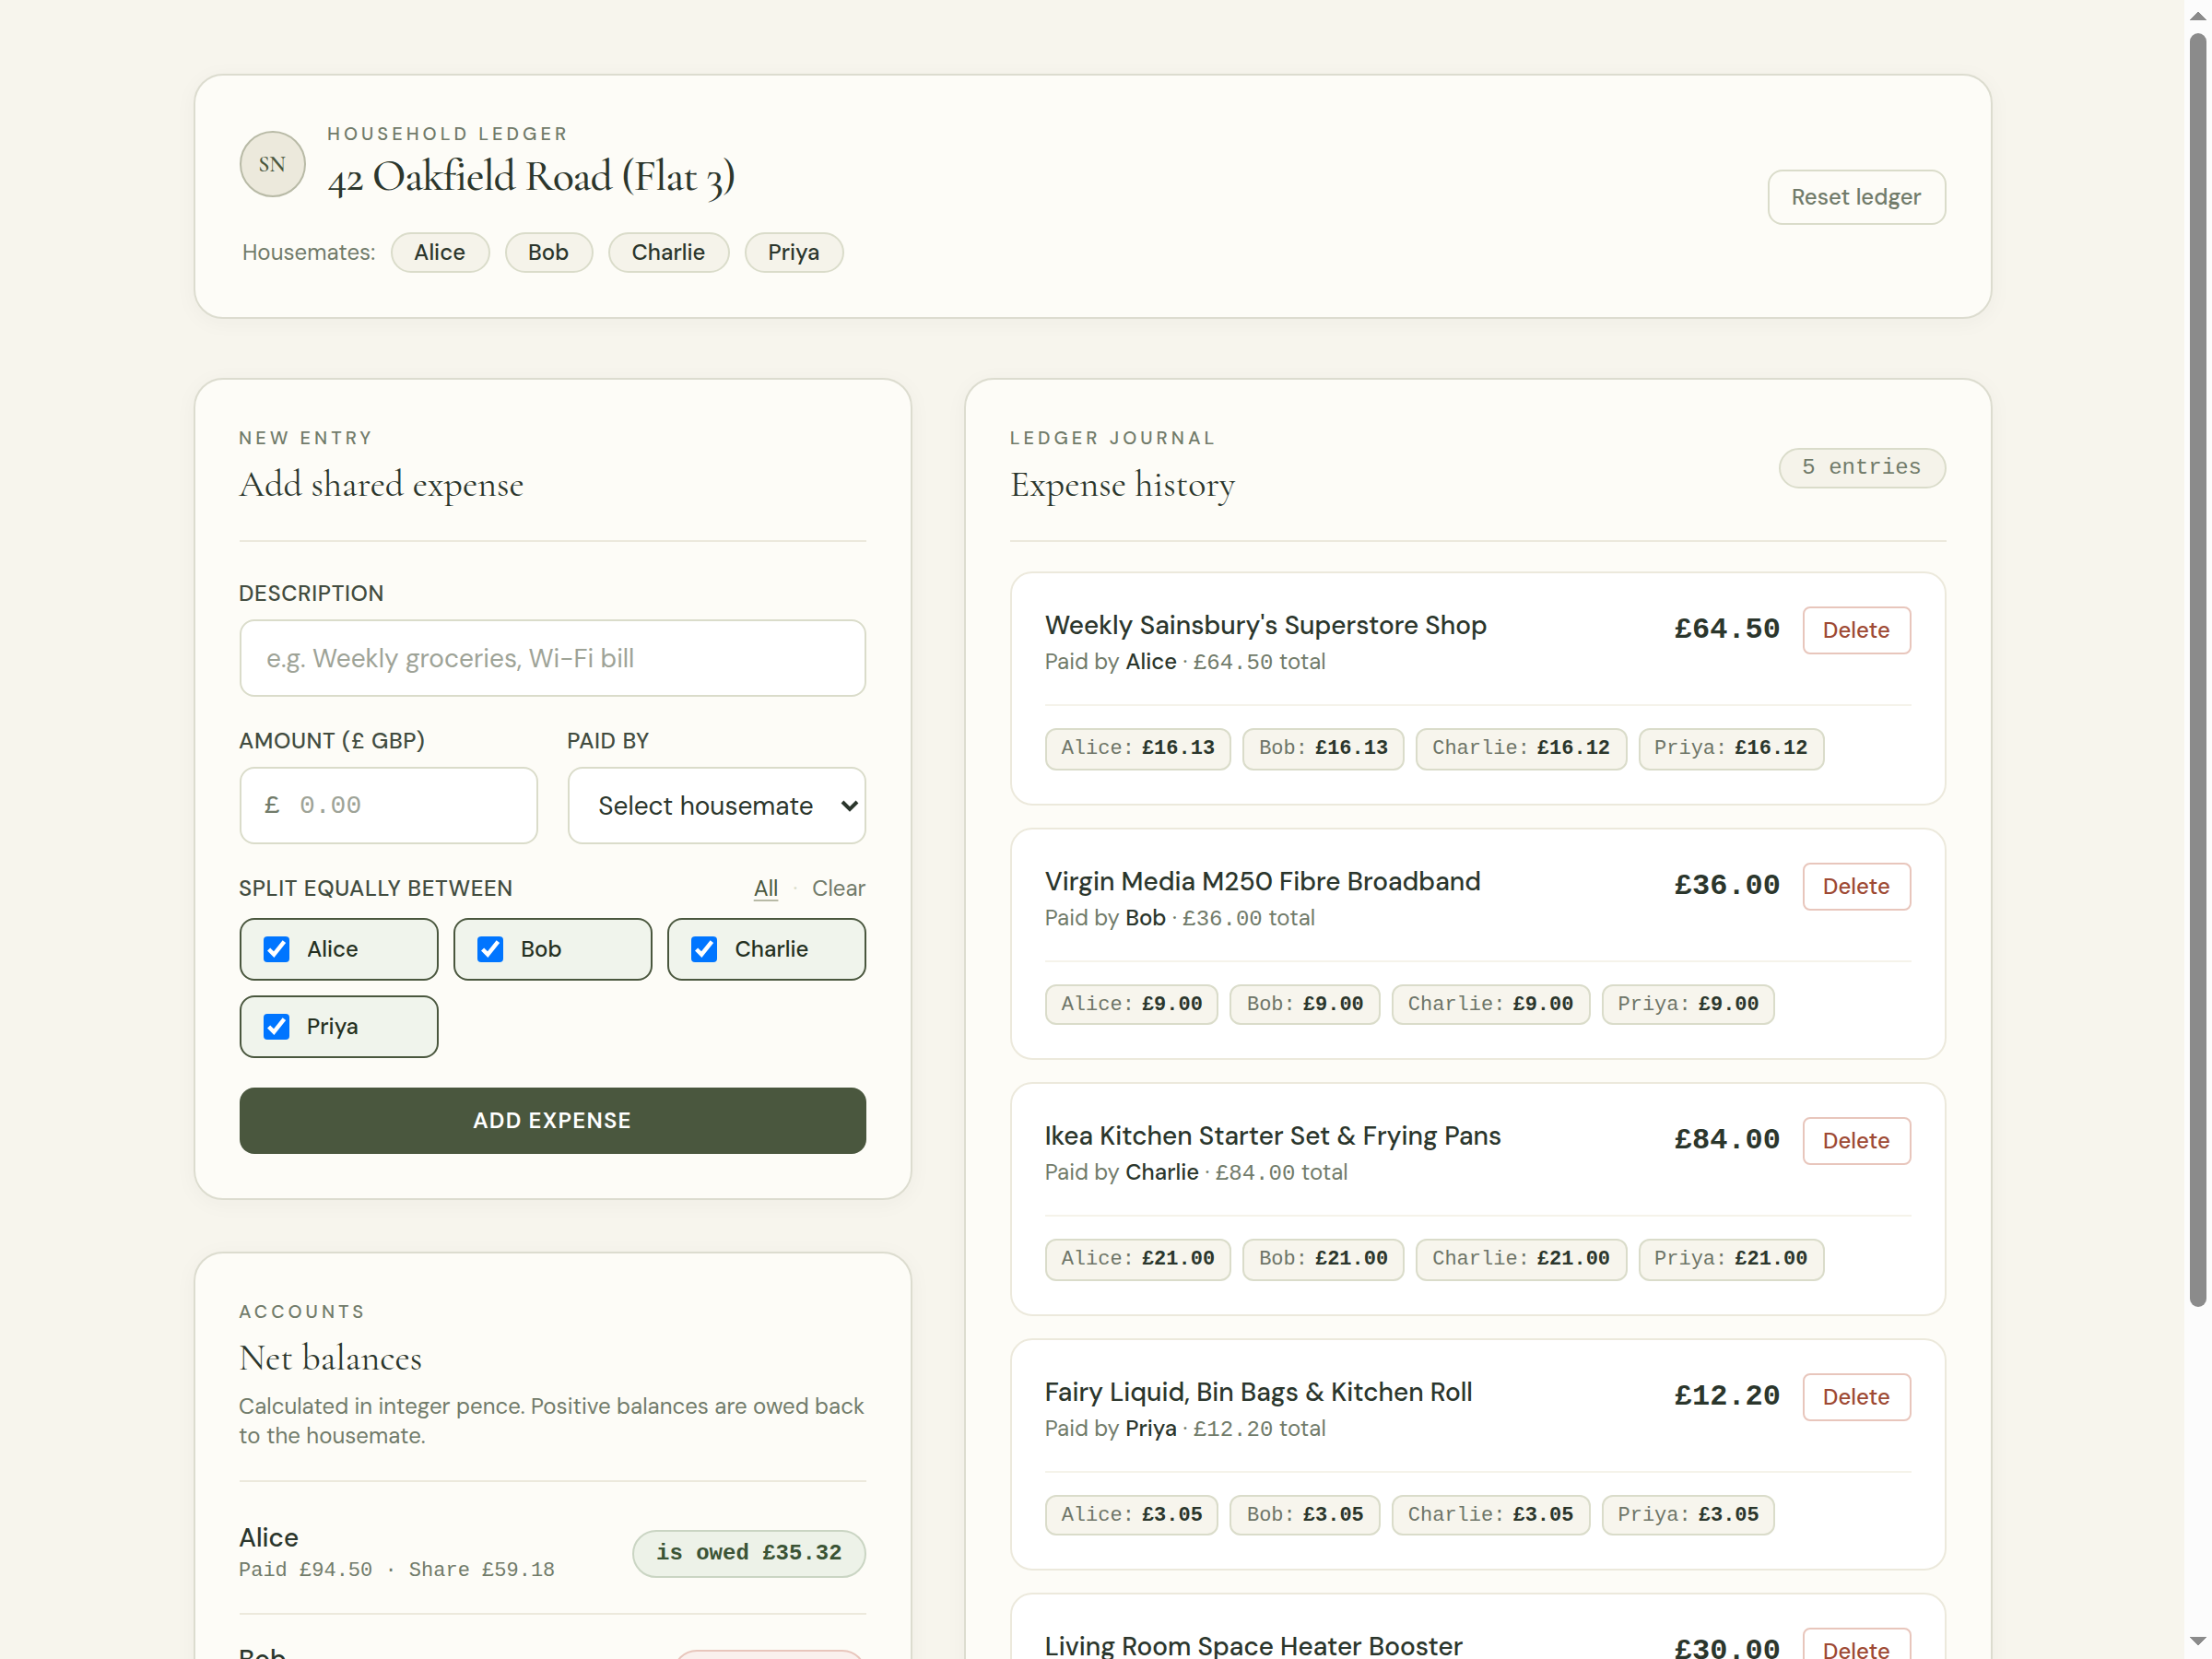 SN
HOUSEHOLD LEDGER
42 Oakfield Road (Flat 3)
Housemates: Alice Bob Charlie Priya
Reset ledger
NEW ENTRY
Add shared expense
DESCRIPTION
e.g. Weekly groceries, Wi-Fi bill
AMOUNT (£ GBP) PAID BY
£ 0.00 Select housemate
SPLIT EQUALLY BETWEEN All · Clear
Alice Bob Charlie
Priya
ADD EXPENSE
ACCOUNTS
Net balances
Calculated in integer pence. Positive balances are owed back
to the housemate.
Alice
Paid £94.50 · Share £59.18
is owed £35.32
Bob
LEDGER JOURNAL
Expense history
5 entries
Weekly Sainsbury's Superstore Shop £64.50 Delete
Paid by Alice · £64.50 total
Alice: £16.13 Bob: £16.13 Charlie: £16.12 Priya: £16.12
Virgin Media M250 Fibre Broadband £36.00 Delete
Paid by Bob · £36.00 total
Alice: £9.00 Bob: £9.00 Charlie: £9.00 Priya: £9.00
Ikea Kitchen Starter Set & Frying Pans £84.00 Delete
Paid by Charlie · £84.00 total
Alice: £21.00 Bob: £21.00 Charlie: £21.00 Priya: £21.00
Fairy Liquid, Bin Bags & Kitchen Roll £12.20 Delete
Paid by Priya · £12.20 total
Alice: £3.05 Bob: £3.05 Charlie: £3.05 Priya: £3.05
Living Room Space Heater Booster £30.00 Delete